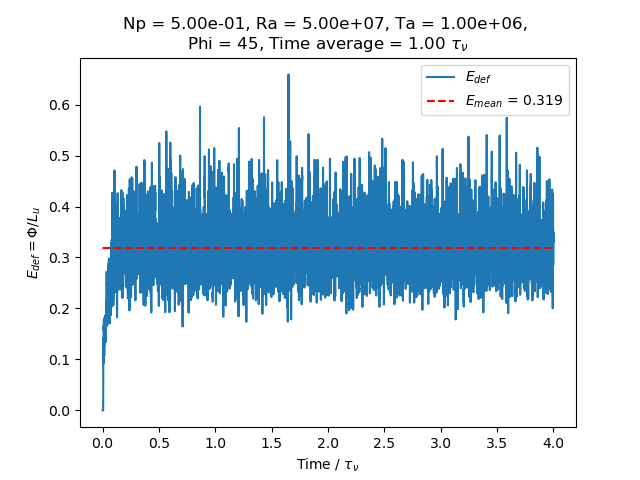 Np = 5.00e-01, Ra = 5.00e+07, Ta = 1.00e+06,
Phi = 45, Time average = 1.00 τ_ν
E_def
E_mean = 0.319
E_def = Φ/L_u
0.6
0.5
0.4
0.3
0.2
0.1
0.0
0.0 0.5 1.0 1.5 2.0 2.5 3.0 3.5 4.0
Time / τ_ν